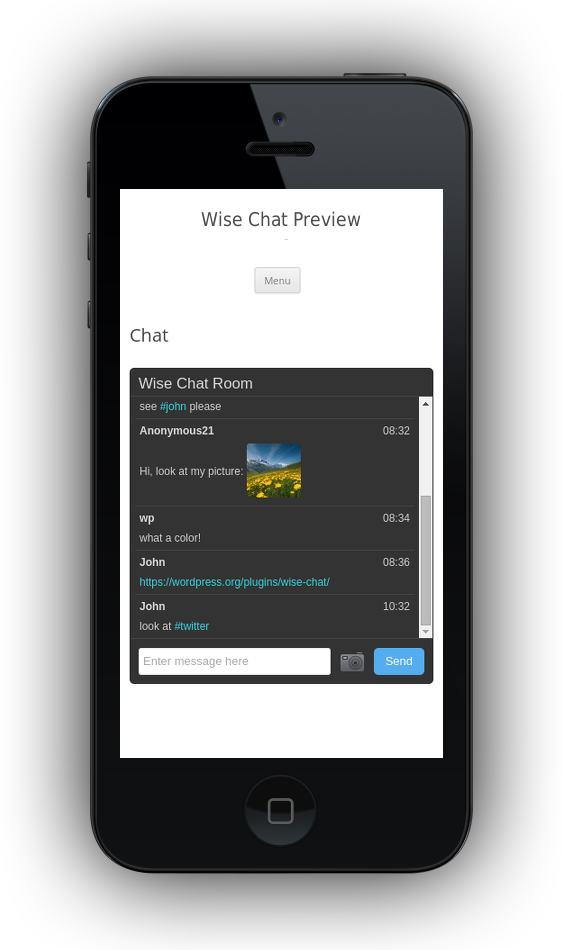 Wise Chat Preview
Menu
Chat
Wise Chat Room
see #john please
Anonymous21 08:32
Hi, look at my picture:
wp 08:34
what a color!
John 08:36
https://wordpress.org/plugins/wise-chat/
John 10:32
look at #twitter
Enter message here
Send